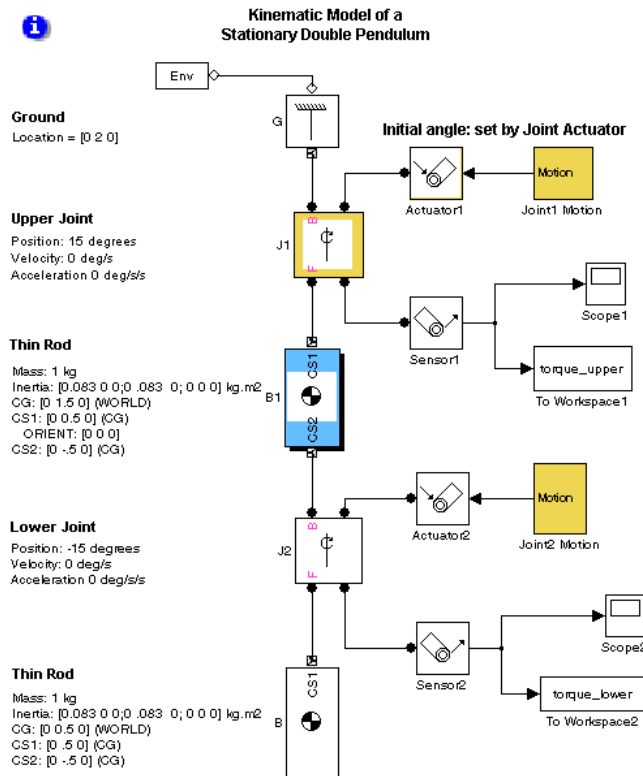 i
Kinematic Model of a
Stationary Double Pendulum
Env
Ground
Location = [0 2 0]
G
Initial angle: set by Joint Actuator
Motion
Actuator1
Joint1 Motion
Upper Joint
Position: 15 degrees
Velocity: 0 deg/s
Acceleration 0 deg/s/s
J1
B
F
Sensor1
Scope1
torque_upper
To Workspace1
Thin Rod
Mass: 1 kg
Inertia: [0.083 0 0;0 .083 0; 0 0 0] kg.m2
CG: [0 1.5 0] (WORLD)
CS1: [0 0.5 0] (CG)
ORIENT: [0 0 0]
CS2: [0 -.5 0] (CG)
B1
CS1
CS2
Motion
Actuator2
Joint2 Motion
Lower Joint
Position: -15 degrees
Velocity: 0 deg/s
Acceleration 0 deg/s/s
J2
B
F
Sensor2
Scope2
torque_lower
To Workspace2
Thin Rod
Mass: 1 kg
Inertia: [0.083 0 0;0 .083 0; 0 0 0] kg.m2
CG: [0 0.5 0] (WORLD)
CS1: [0 .5 0] (CG)
CS2: [0 -.5 0] (CG)
B
CS1